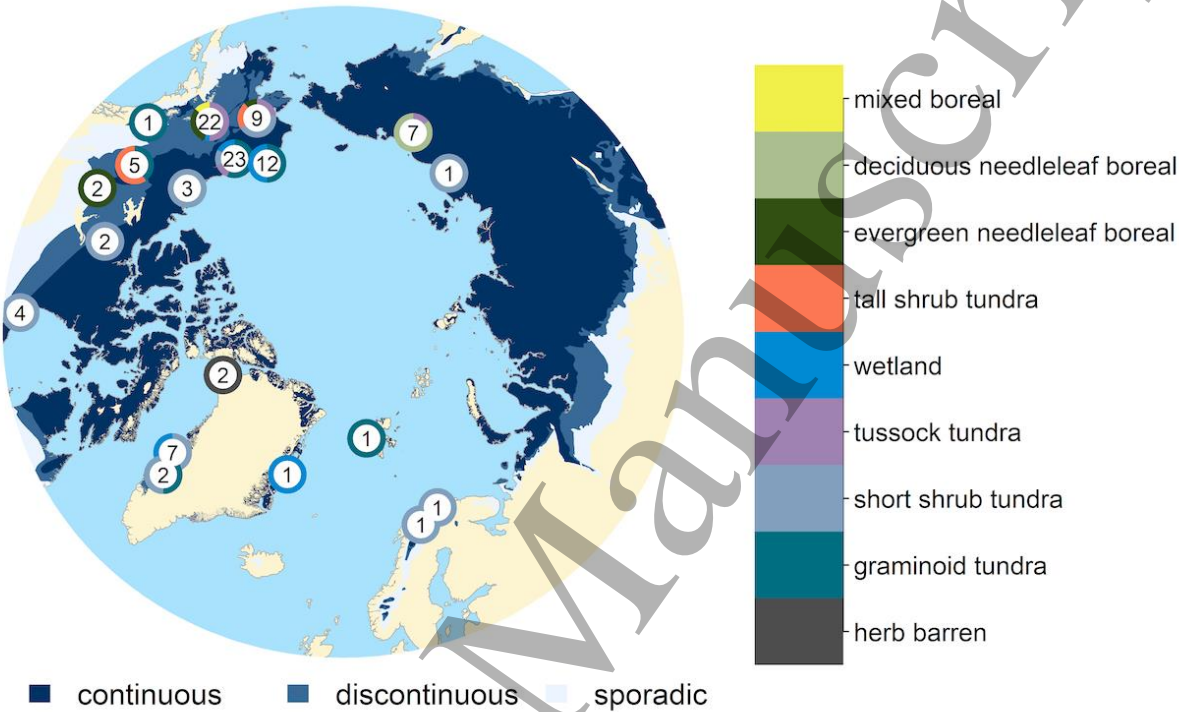 1
22
9
7
5
23
12
1
2
3
2
4
2
1
7
2
1
1
1
mixed boreal
deciduous needleleaf boreal
evergreen needleleaf boreal
tall shrub tundra
wetland
tussock tundra
short shrub tundra
graminoid tundra
herb barren
continuous
discontinuous
sporadic